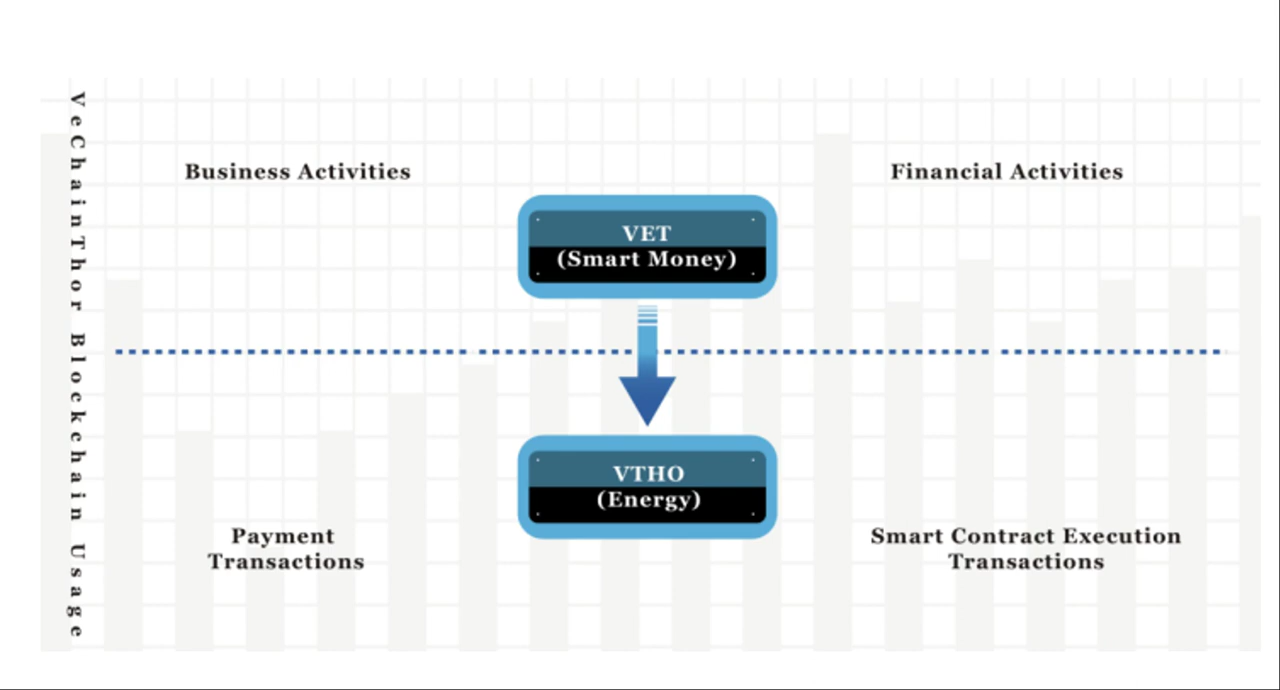 VeChainThor Blockchain Usage
Business Activities
Financial Activities
VET
(Smart Money)
VTHO
(Energy)
Payment
Transactions
Smart Contract Execution
Transactions